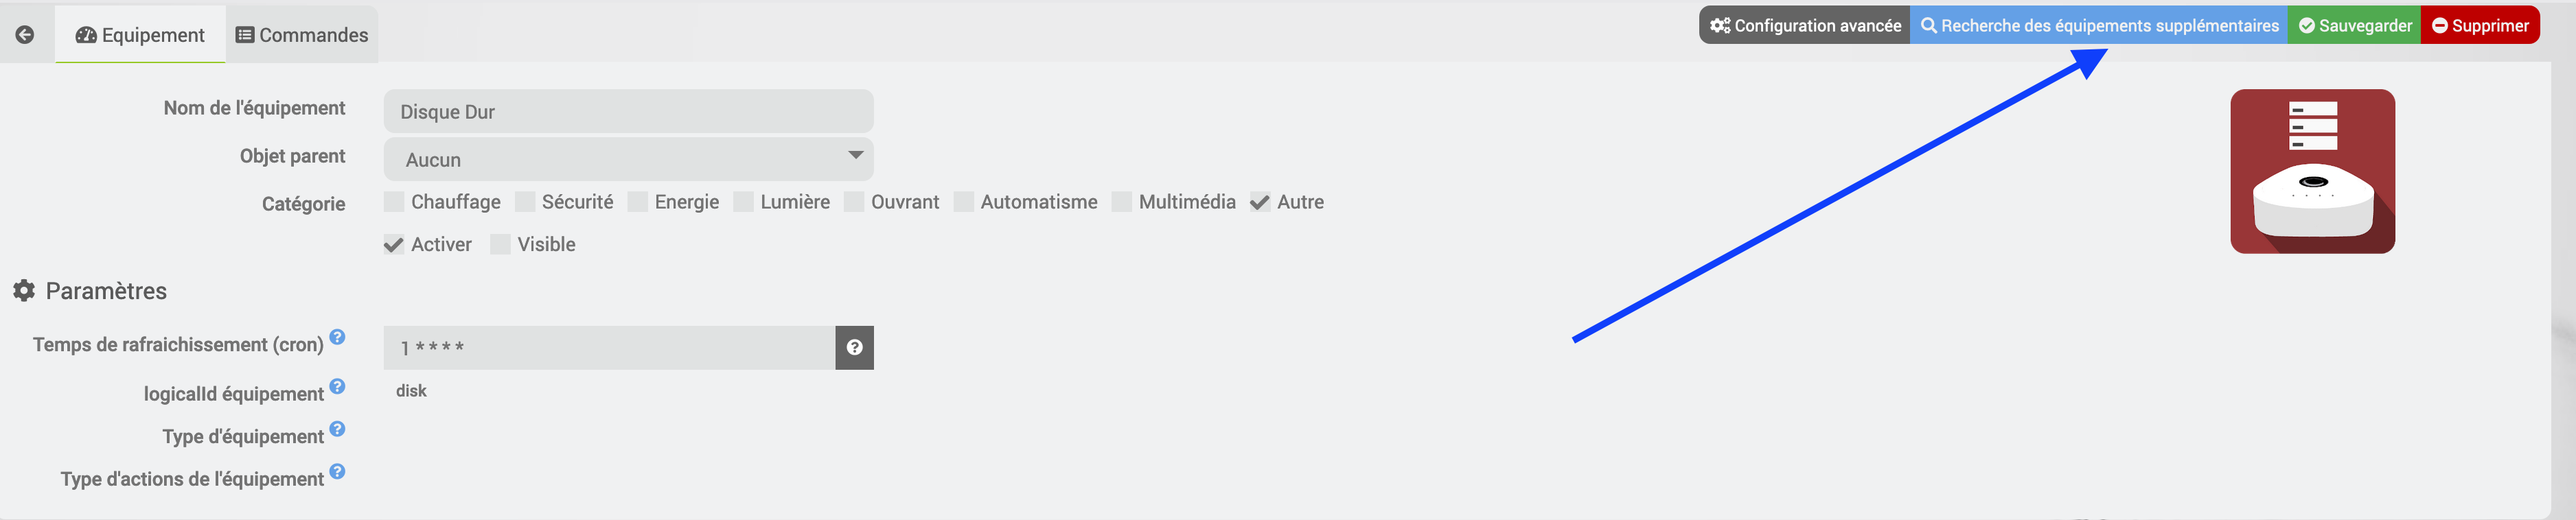 Equipement
Commandes
Configuration avancée
Recherche des équipements supplémentaires
Sauvegarder
Supprimer
Nom de l'équipement
Disque Dur
Objet parent
Aucun
Catégorie
Chauffage Sécurité Energie Lumière Ouvrant Automatisme Multimédia Autre
Activer Visible
Paramètres
Temps de rafraichissement (cron) ?
1 * * * * ?
logicalId équipement ?
disk
Type d'équipement ?
Type d'actions de l'équipement ?